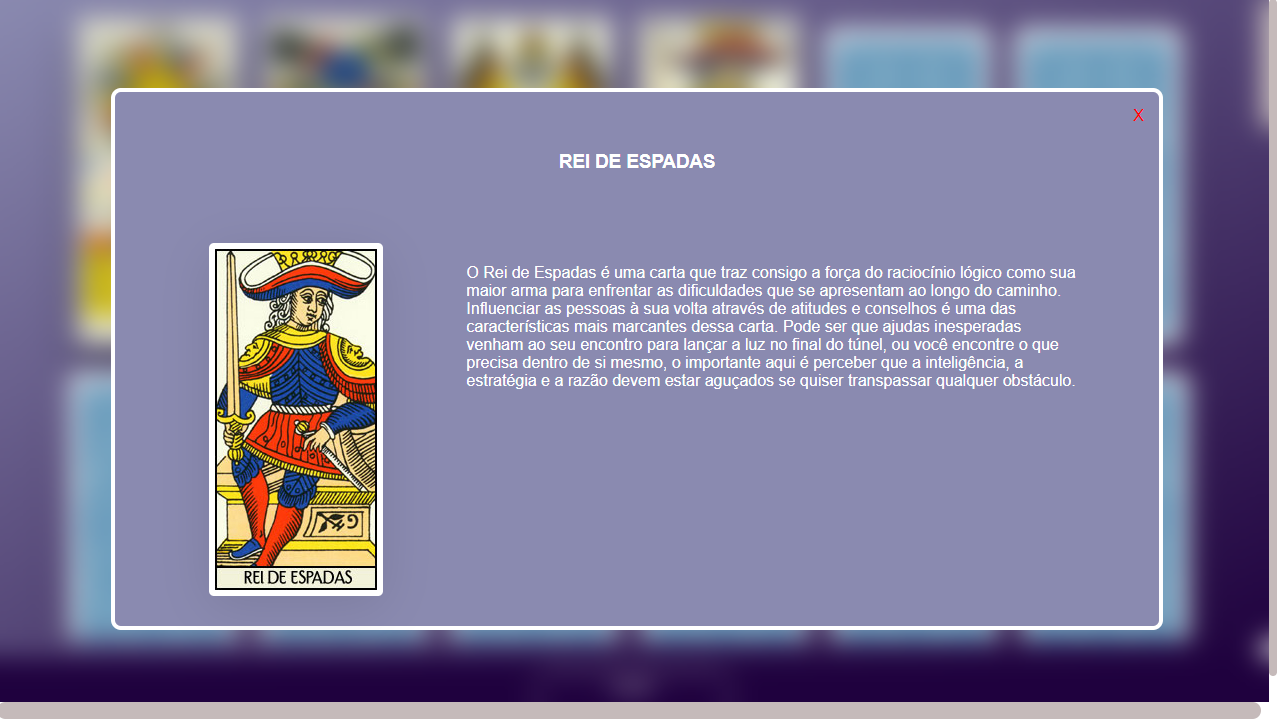 X
REI DE ESPADAS
O Rei de Espadas é uma carta que traz consigo a força do raciocínio lógico como sua
maior arma para enfrentar as dificuldades que se apresentam ao longo do caminho.
Influenciar as pessoas à sua volta através de atitudes e conselhos é uma das
características mais marcantes dessa carta. Pode ser que ajudas inesperadas
venham ao seu encontro para lançar a luz no final do túnel, ou você encontre o que
precisa dentro de si mesmo, o importante aqui é perceber que a inteligência, a
estratégia e a razão devem estar aguçados se quiser transpassar qualquer obstáculo.
REI DE ESPADAS